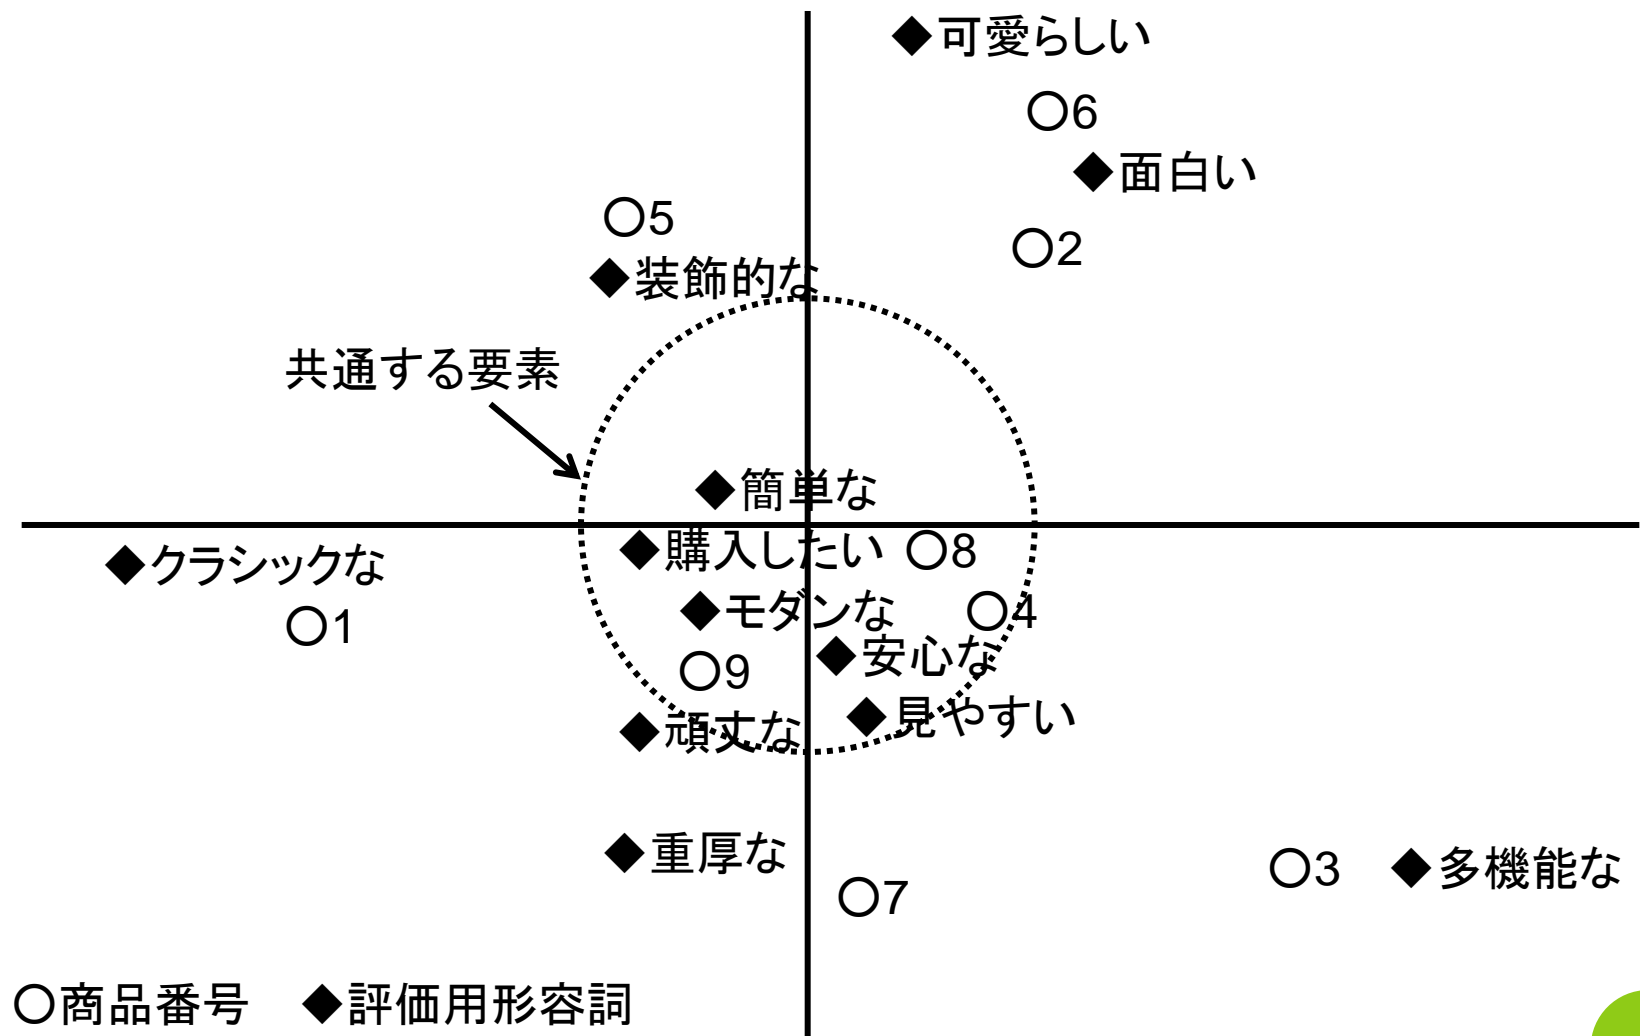 ◆可愛らしい
○6
◆面白い
○5
○2
◆装飾的な
共通する要素
◆簡単な
◆購入したい
○8
◆クラシックな
◆モダンな
○4
○1
◆安心な
○9
◆見やすい
◆頑丈な
◆重厚な
○3
◆多機能な
○7
○商品番号 ◆評価用形容詞